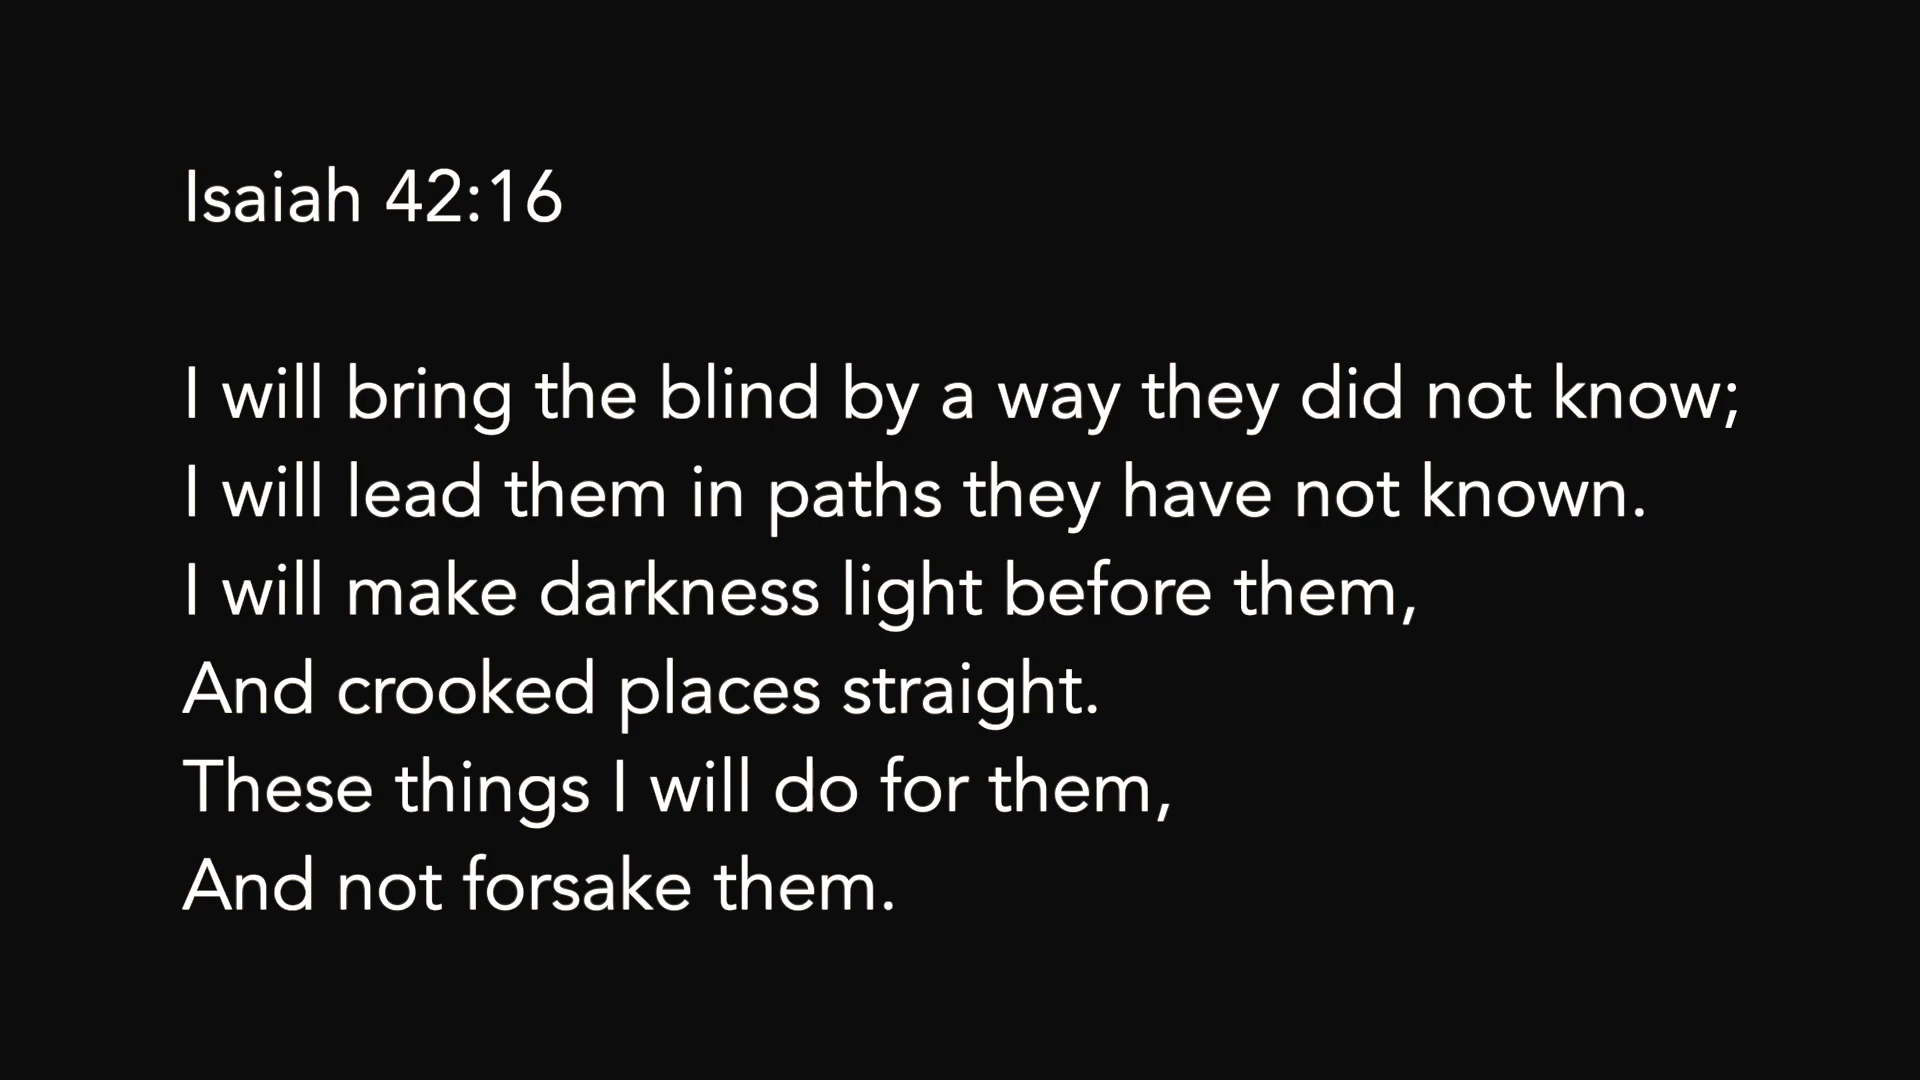 Isaiah 42:16
I will bring the blind by a way they did not know;
I will lead them in paths they have not known.
I will make darkness light before them,
And crooked places straight.
These things I will do for them,
And not forsake them.